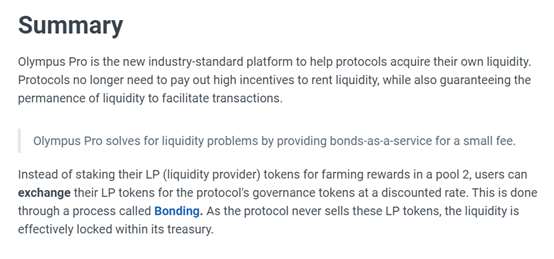 Summary
Olympus Pro is the new industry-standard platform to help protocols acquire their own liquidity.
Protocols no longer need to pay out high incentives to rent liquidity, while also guaranteeing the
permanence of liquidity to facilitate transactions.
Olympus Pro solves for liquidity problems by providing bonds-as-a-service for a small fee.
Instead of staking their LP (liquidity provider) tokens for farming rewards in a pool 2, users can
exchange their LP tokens for the protocol's governance tokens at a discounted rate. This is done
through a process called Bonding. As the protocol never sells these LP tokens, the liquidity is
effectively locked within its treasury.